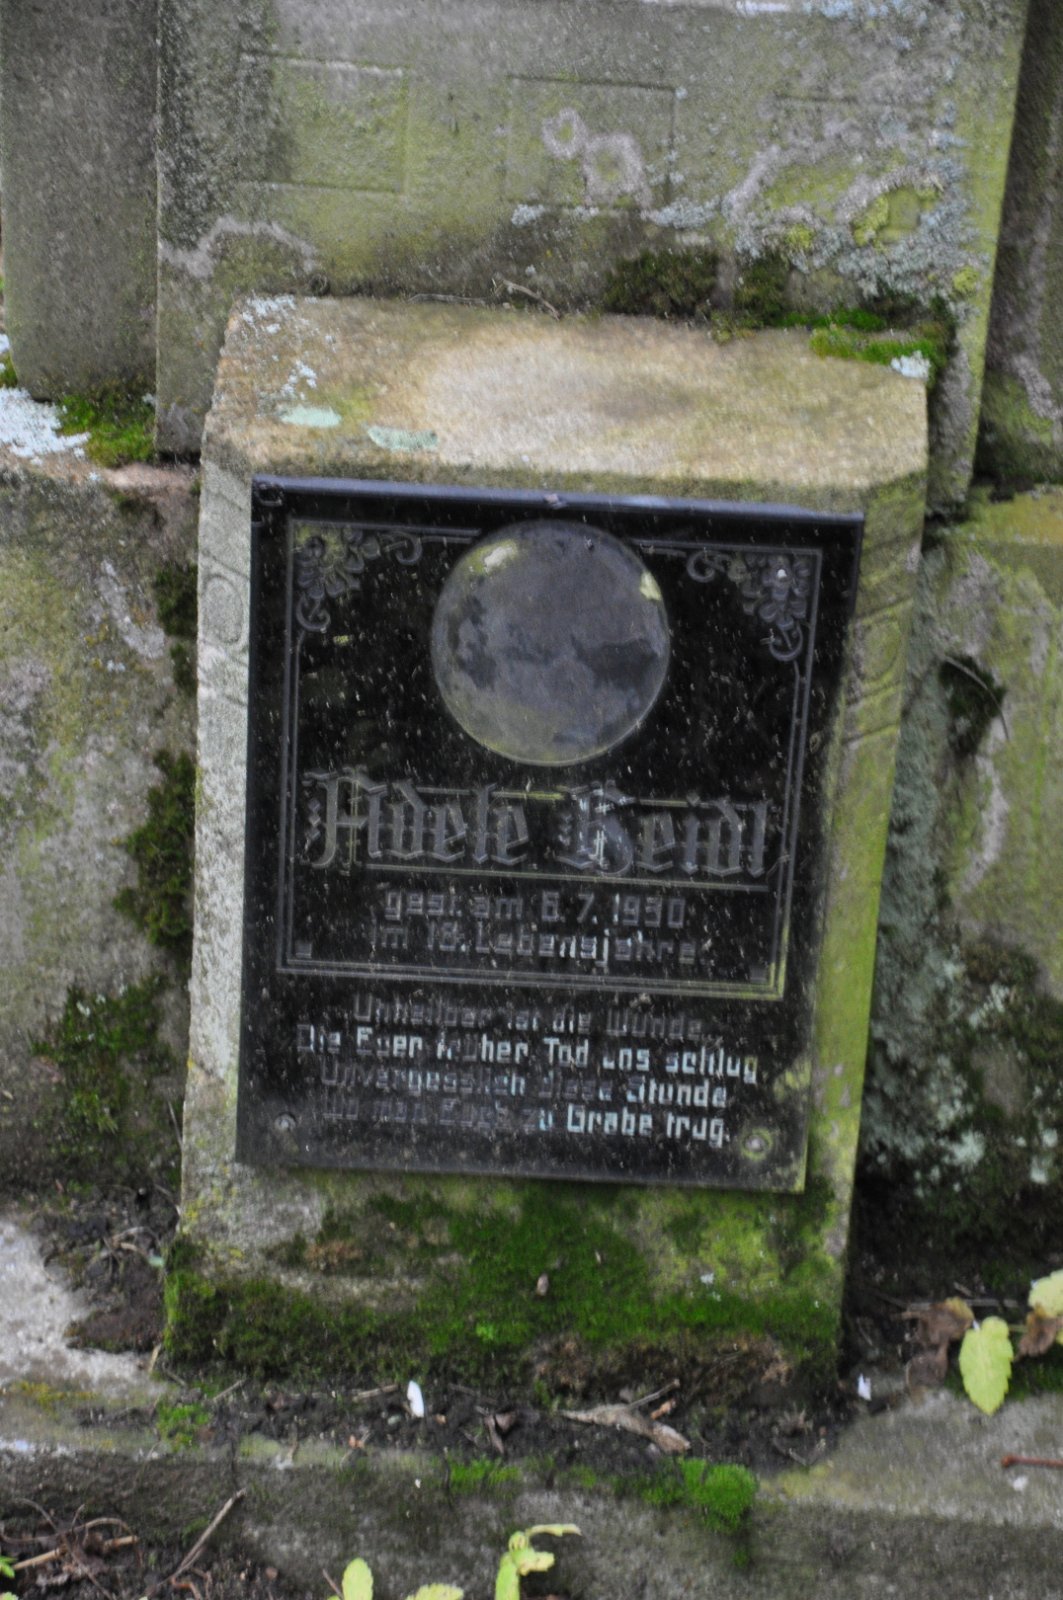 Adele Heidl
gest. am 6. 7. 1930
im 18. Lebensjahre.
Unheilbar ist die Wunde,
Die Euer früher Tod uns schlug
Unvergesslich diese Stunde
Wo man Euch zu Grabe trug.